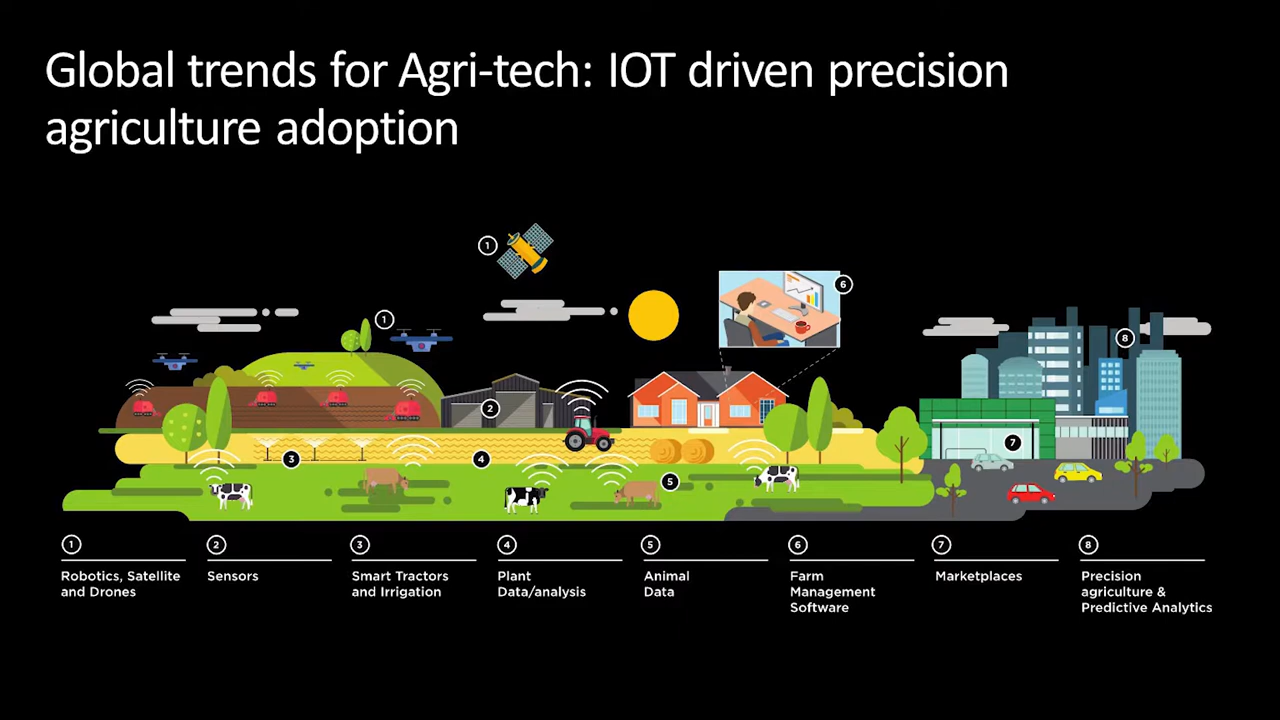 Global trends for Agri-tech: IOT driven precision
agriculture adoption
1
6
1
8
2
7
3
4
5
1
Robotics, Satellite
and Drones
2
Sensors
3
Smart Tractors
and Irrigation
4
Plant
Data/analysis
5
Animal
Data
6
Farm
Management
Software
7
Marketplaces
8
Precision
agriculture &
Predictive Analytics